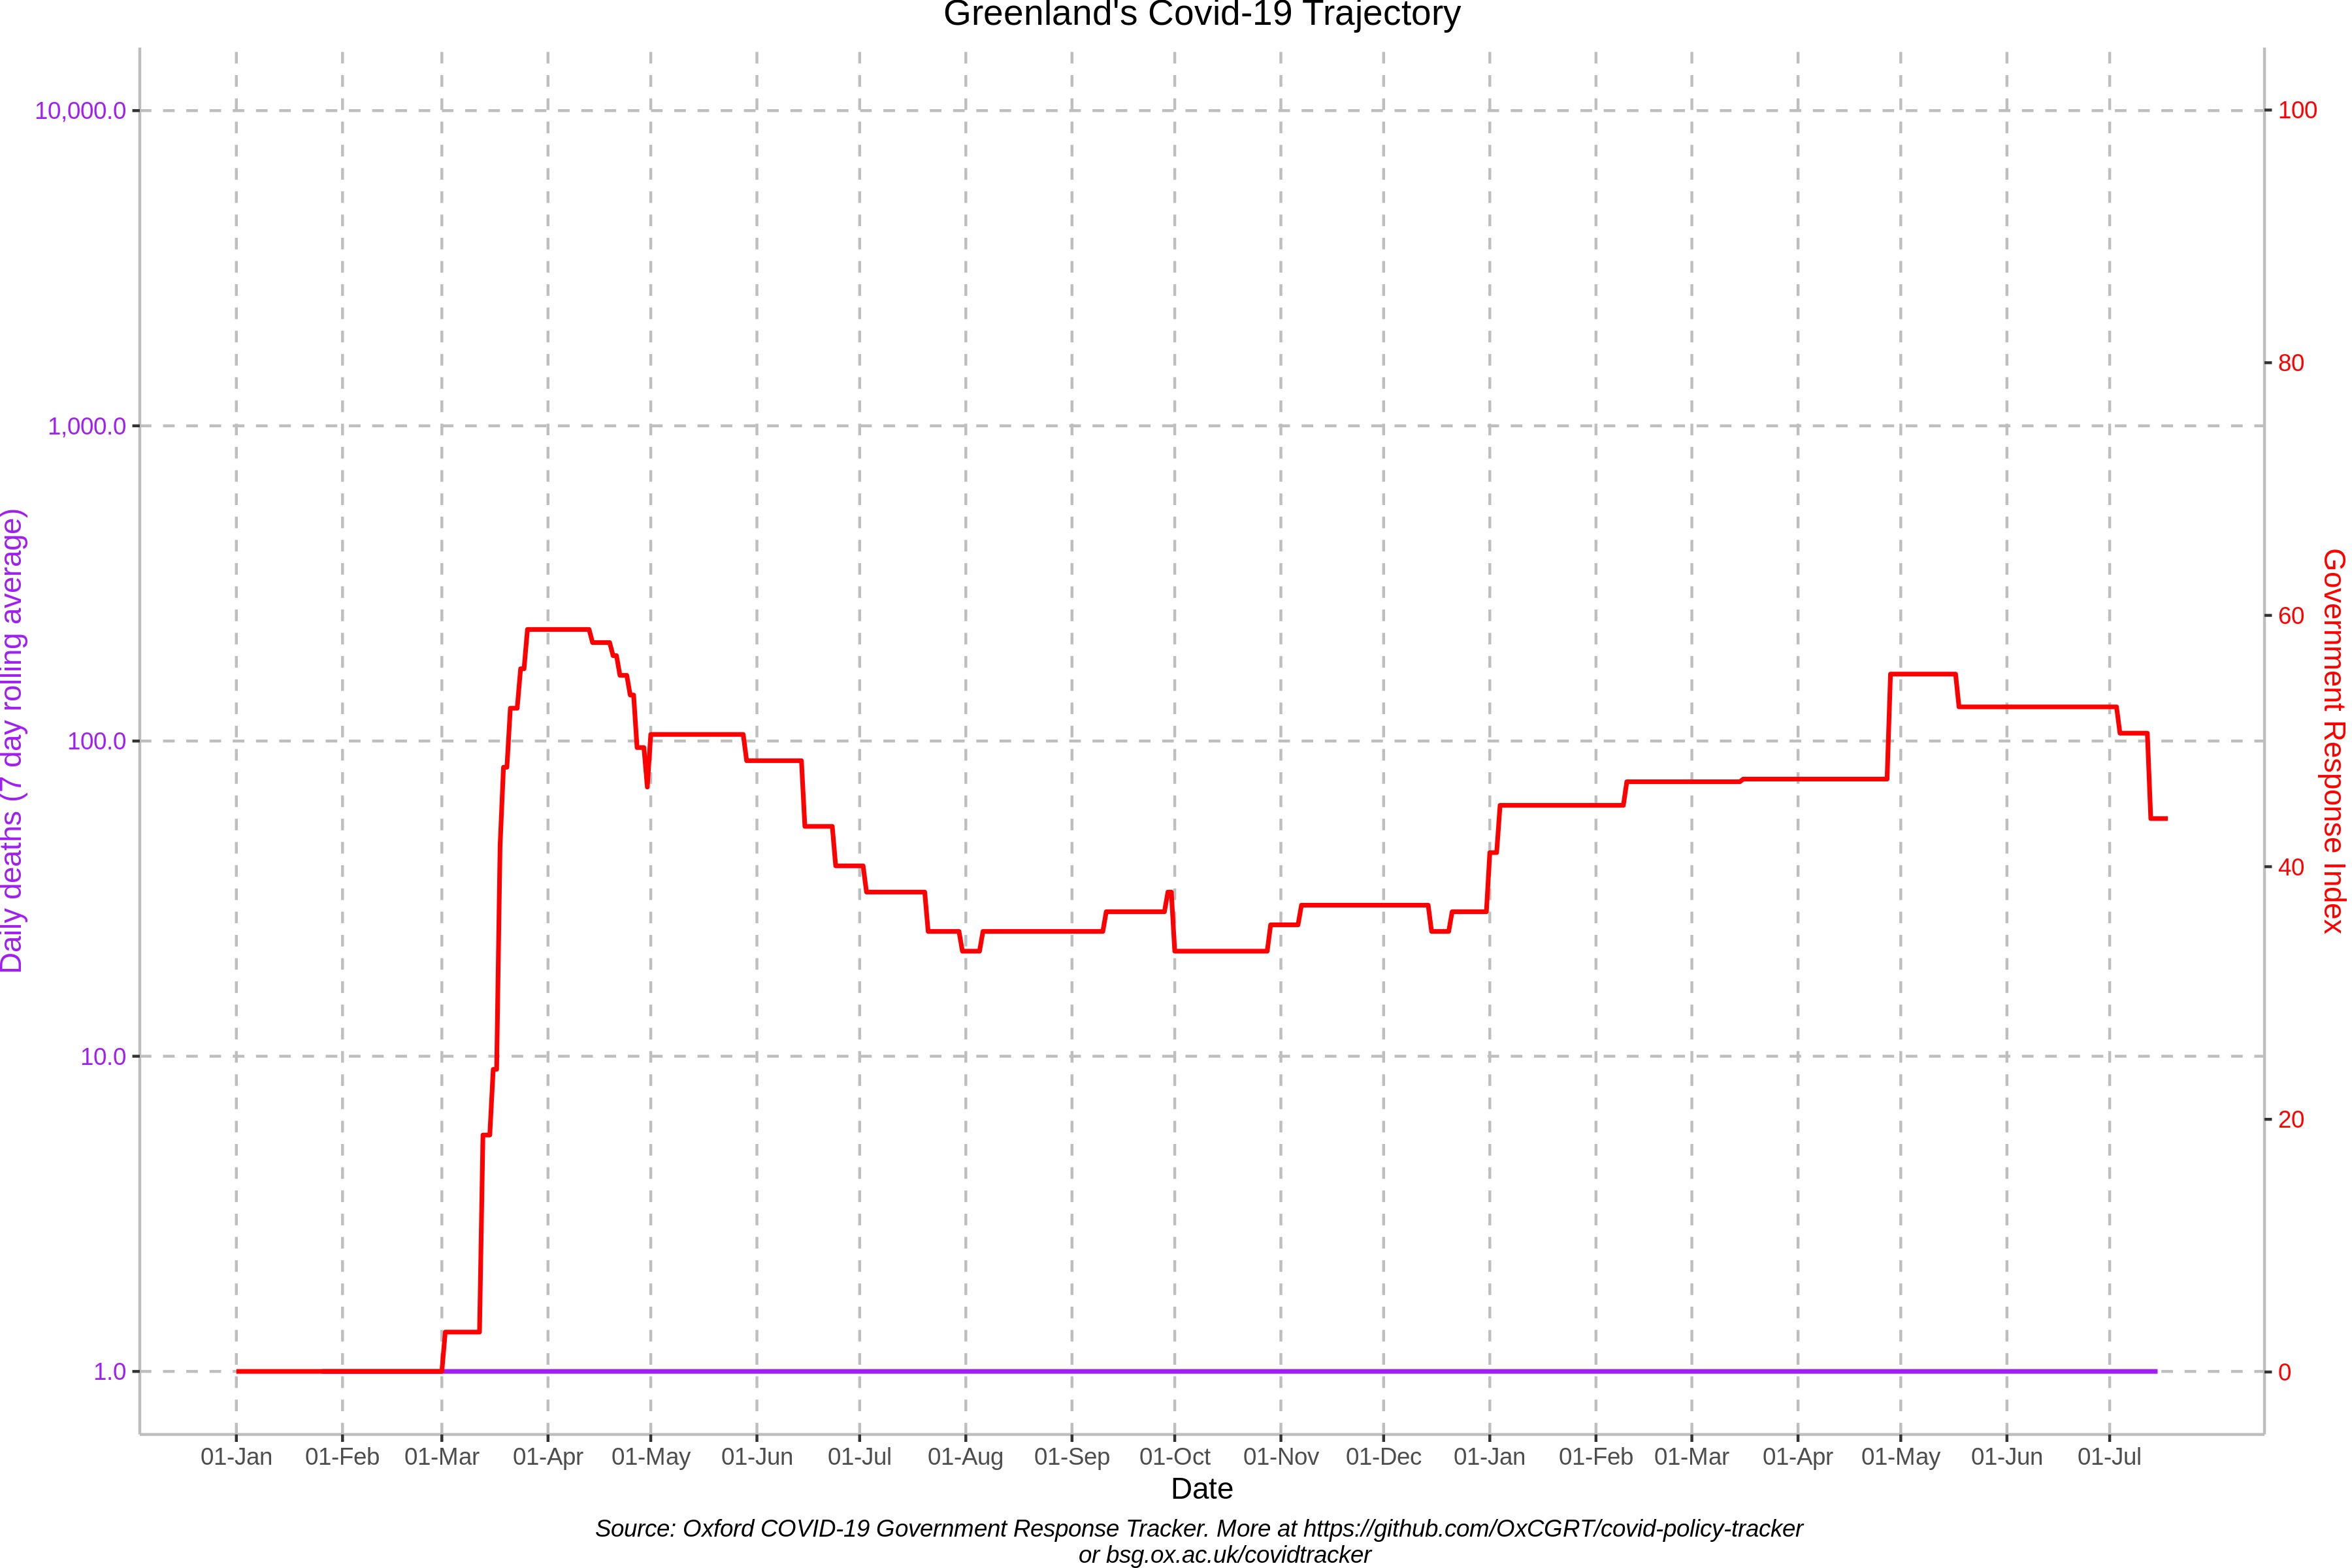 Greenland's Covid-19 Trajectory
10,000.0
1,000.0
100.0
10.0
1.0
Daily deaths (7 day rolling average)
100
80
60
40
20
0
Government Response Index
01-Jan 01-Feb 01-Mar 01-Apr 01-May 01-Jun 01-Jul 01-Aug 01-Sep 01-Oct 01-Nov 01-Dec 01-Jan 01-Feb 01-Mar 01-Apr 01-May 01-Jun 01-Jul
Date
Source: Oxford COVID-19 Government Response Tracker. More at https://github.com/OxCGRT/covid-policy-tracker
or bsg.ox.ac.uk/covidtracker